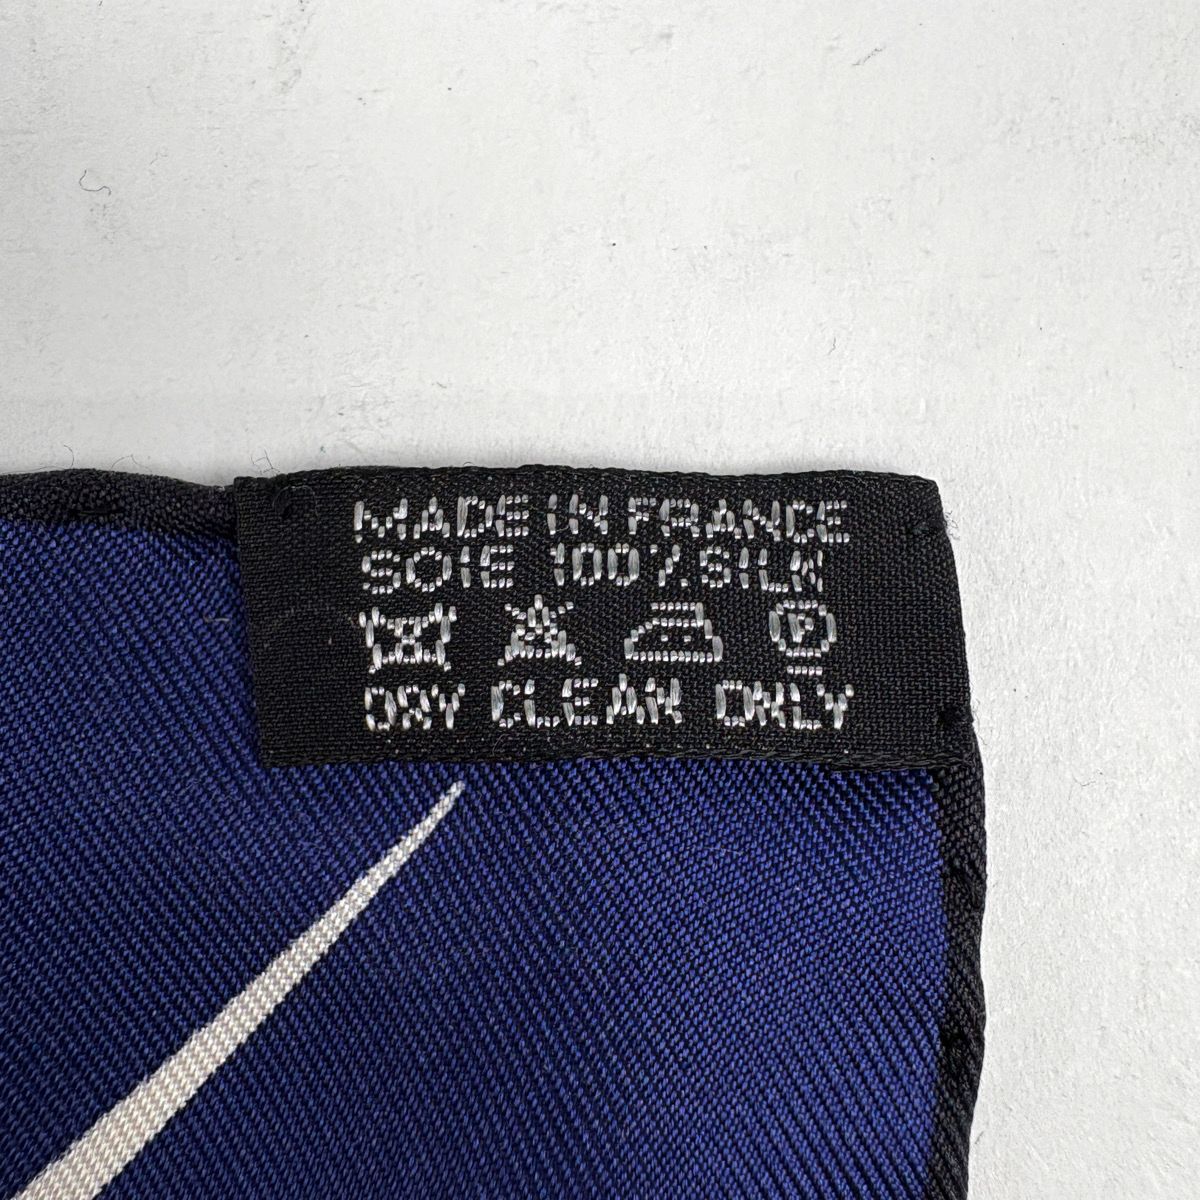 MADE IN FRANCE
SOIE 100% SILK
P
DRY CLEAN ONLY